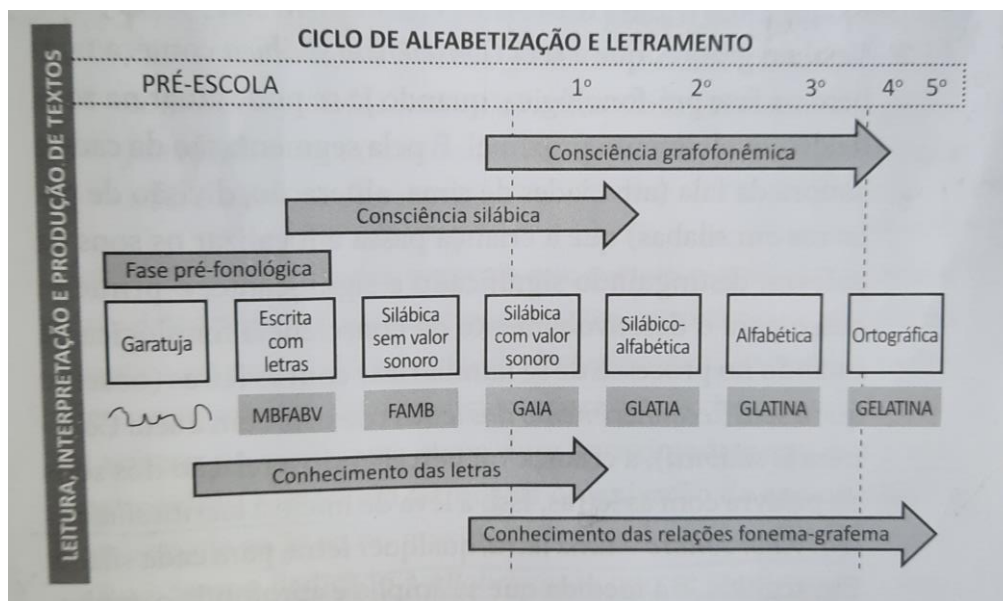 CICLO DE ALFABETIZAÇÃO E LETRAMENTO
PRÉ-ESCOLA 1º 2º 3º 4º 5º
LEITURA, INTERPRETAÇÃO E PRODUÇÃO DE TEXTOS
Consciência grafofonêmica
Consciência silábica
Fase pré-fonológica
Garatuja
Escrita
com
letras
Silábica
sem valor
sonoro
Silábica
com valor
sonoro
Silábico-
alfabética
Alfabética
Ortográfica
MBFABV
FAMB
GAIA
GLATIA
GLATINA
GELATINA
Conhecimento das letras
Conhecimento das relações fonema-grafema